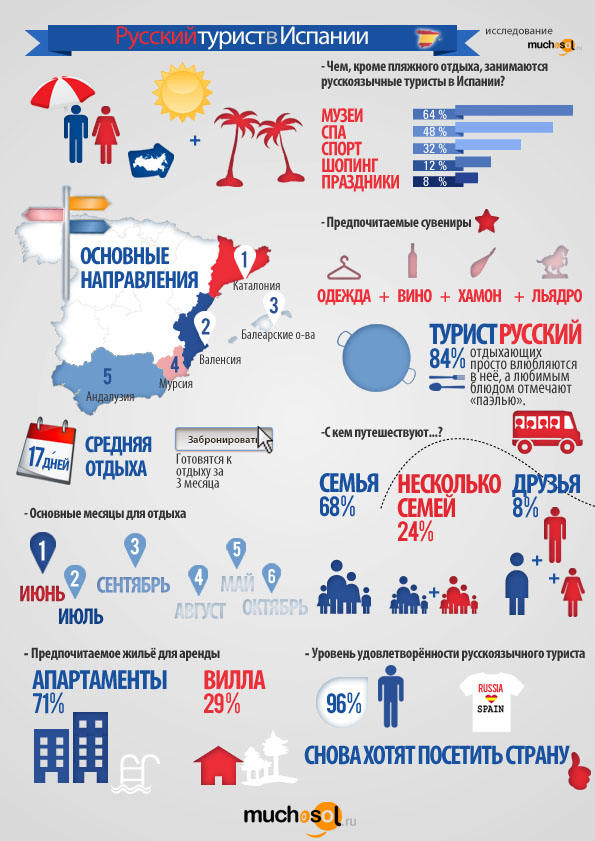 Русский турист в Испании
исследование
muchosol.ru
- Чем, кроме пляжного отдыха, занимаются
русскоязычные туристы в Испании?
МУЗЕИ 64 %
СПА 48 %
СПОРТ 32 %
ШОПИНГ 12 %
ПРАЗДНИКИ 8 %
ОСНОВНЫЕ
НАПРАВЛЕНИЯ
1
Каталония
2
Валенсия
3
Балеарские о-ва
4
Мурсия
5
Андалузия
- Предпочитаемые сувениры
ОДЕЖДА + ВИНО + ХАМОН + ЛЬЯДРО
ТУРИСТ РУССКИЙ
84% отдыхающих
просто влюбляются
в неё, а любимым
блюдом отмечают
«паэлью».
17 ДНЕЙ
СРЕДНЯЯ
ОТДЫХА
Забронировать
Готовятся к
отдыху за
3 месяца
-С кем путешествуют...?
СЕМЬЯ
68%
НЕСКОЛЬКО
СЕМЕЙ
24%
ДРУЗЬЯ
8%
- Основные месяцы для отдыха
1
ИЮНЬ
2
ИЮЛЬ
3
СЕНТЯБРЬ
4
АВГУСТ
5
МАЙ
6
ОКТЯБРЬ
- Предпочитаемое жильё для аренды
АПАРТАМЕНТЫ
71%
ВИЛЛА
29%
- Уровень удовлетворённости русскоязычного туриста
96%
RUSSIA
SPAIN
СНОВА ХОТЯТ ПОСЕТИТЬ СТРАНУ
muchosol.ru